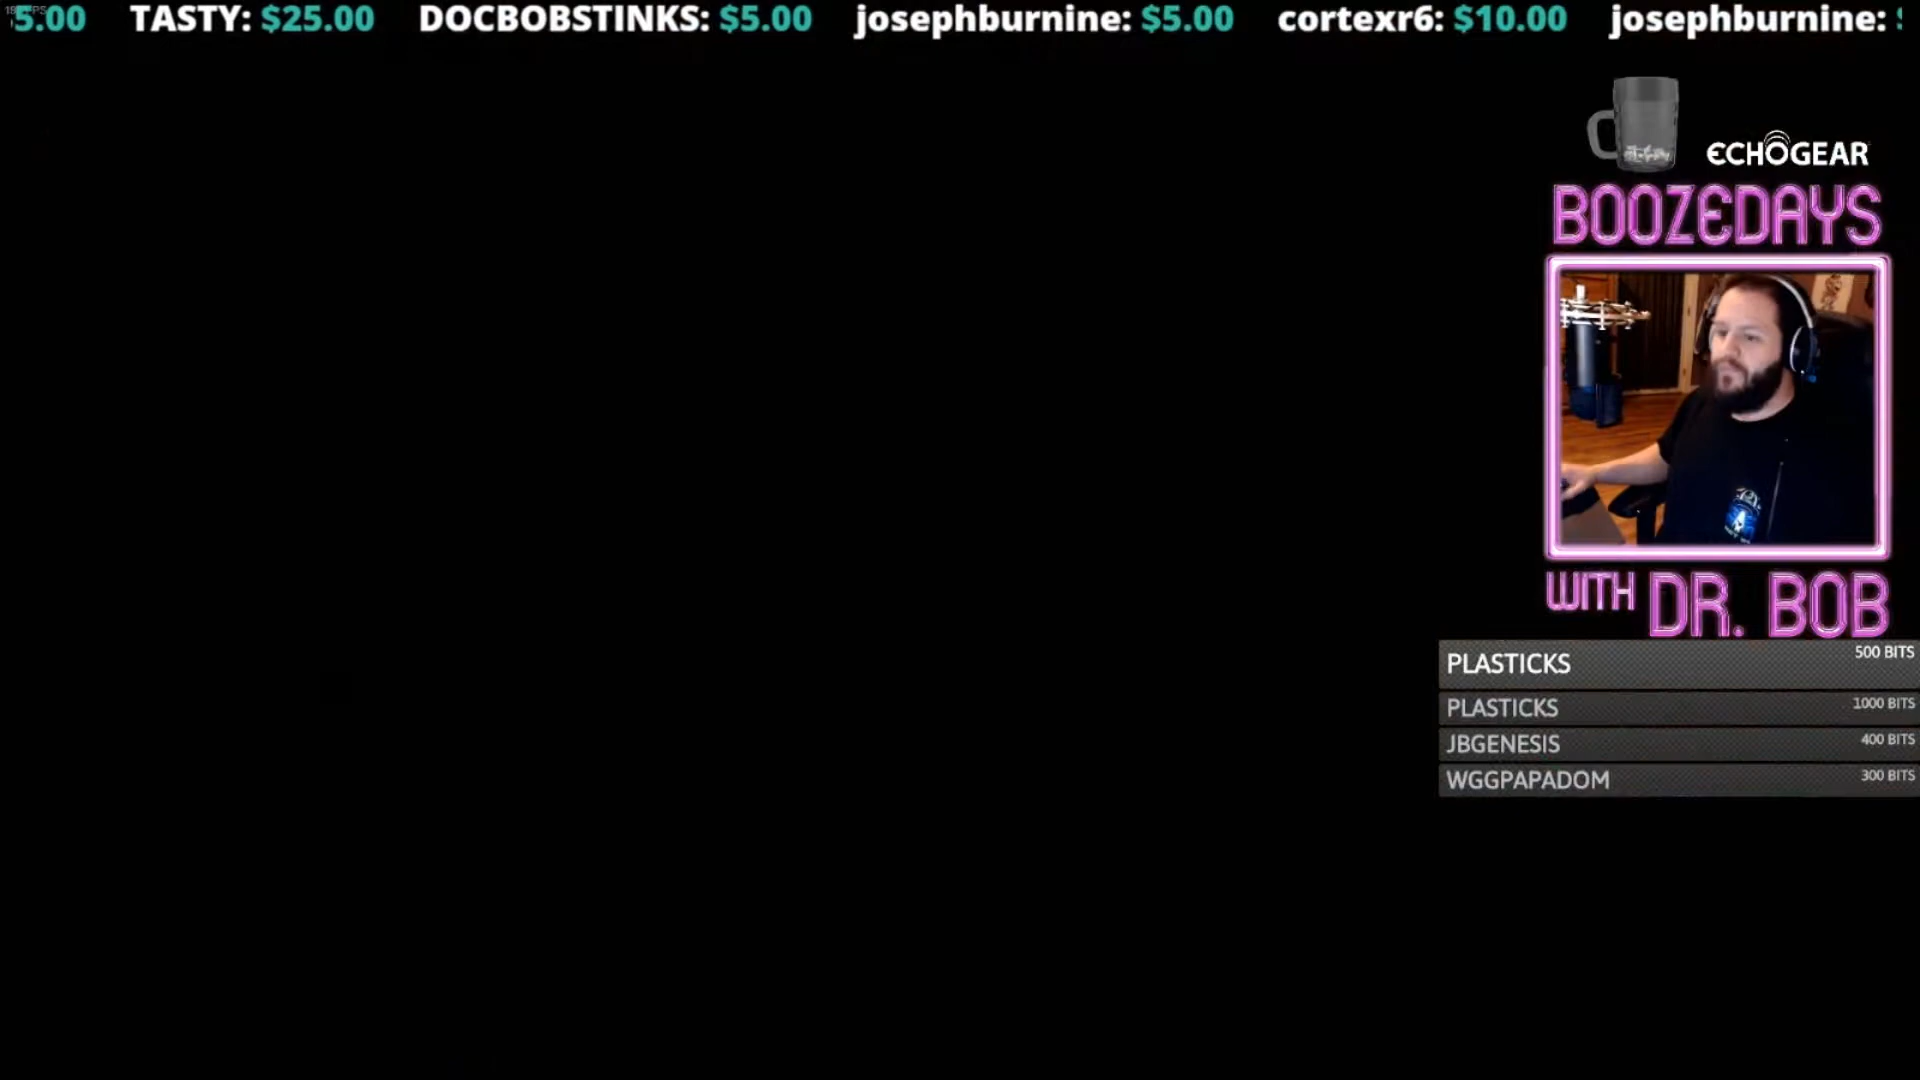 5.00 TASTY: $25.00 DOCBOBSTINKS: $5.00 josephburnine: $5.00 cortexr6: $10.00 josephburnine:
ECHOGEAR
BOOZEDAYS
WITH DR. BOB
PLASTICKS 500 BITS
PLASTICKS 1000 BITS
JBGENESIS 400 BITS
WGGPAPADOM 300 BITS